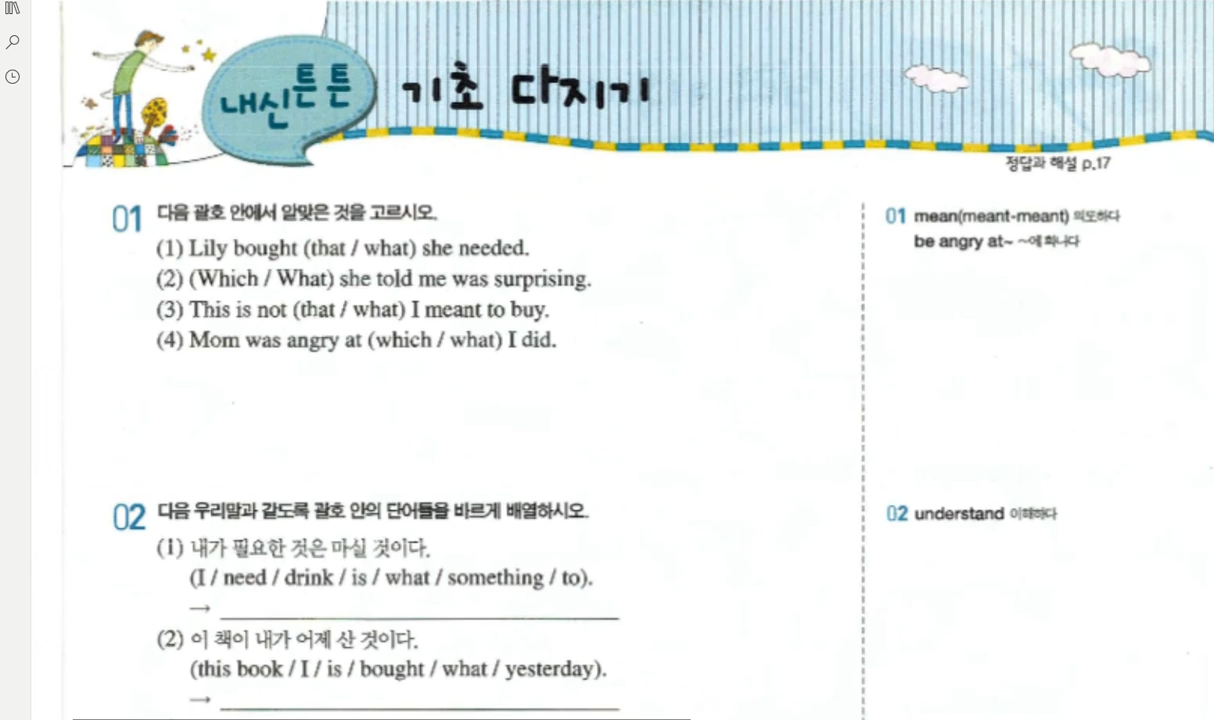 내신튼튼 기초 다지기
정답과 해설 p.17
01 다음 괄호 안에서 알맞은 것을 고르시오.
(1) Lily bought (that / what) she needed.
(2) (Which / What) she told me was surprising.
(3) This is not (that / what) I meant to buy.
(4) Mom was angry at (which / what) I did.
01 mean(meant-meant) 의도하다
be angry at~ ~에 화나다
02 다음 우리말과 같도록 괄호 안의 단어들을 바르게 배열하시오.
(1) 내가 필요한 것은 마실 것이다.
(I / need / drink / is / what / something / to).
→
(2) 이 책이 내가 어제 산 것이다.
(this book / I / is / bought / what / yesterday).
→
02 understand 이해하다